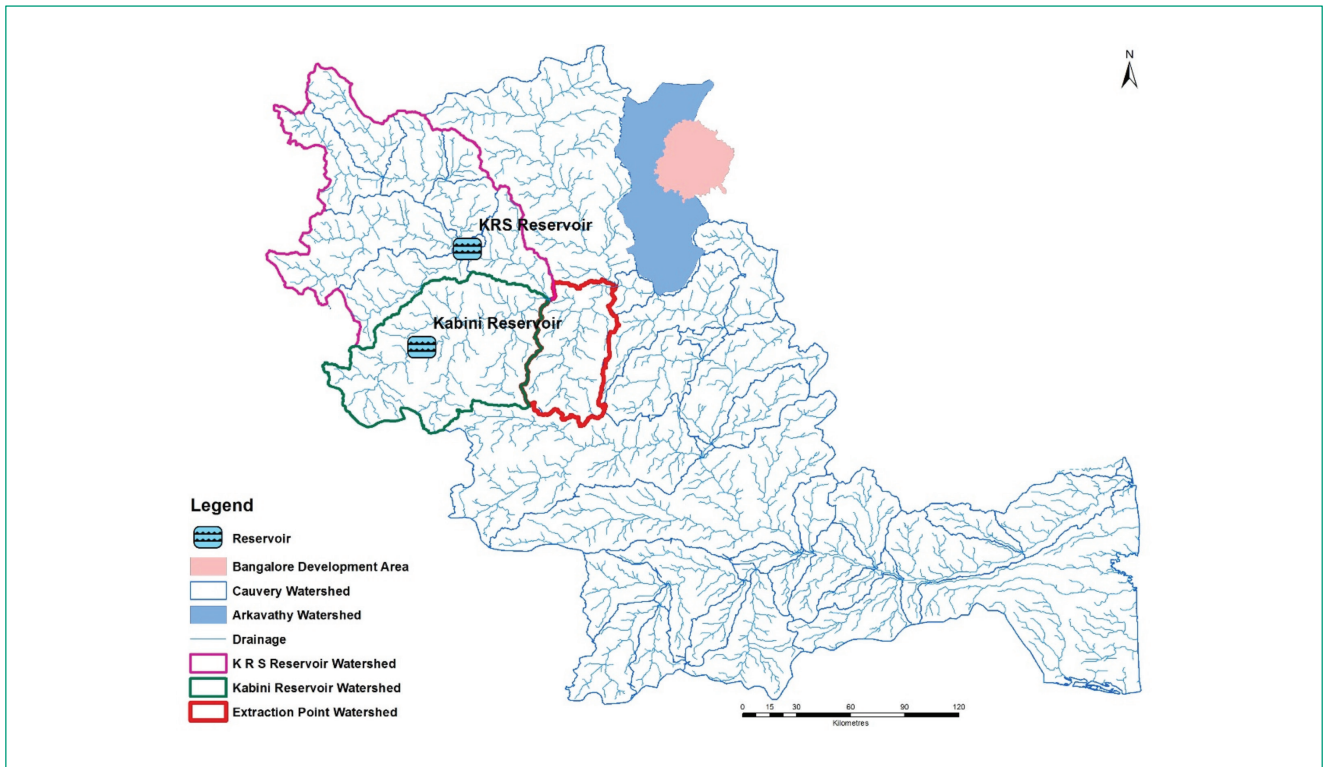 N
KRS Reservoir
Kabini Reservoir
Legend
Reservoir
Bangalore Development Area
Cauvery Watershed
Arkavathy Watershed
Drainage
K R S Reservoir Watershed
Kabini Reservoir Watershed
Extraction Point Watershed
0 15 30 60 90 120
Kilometres